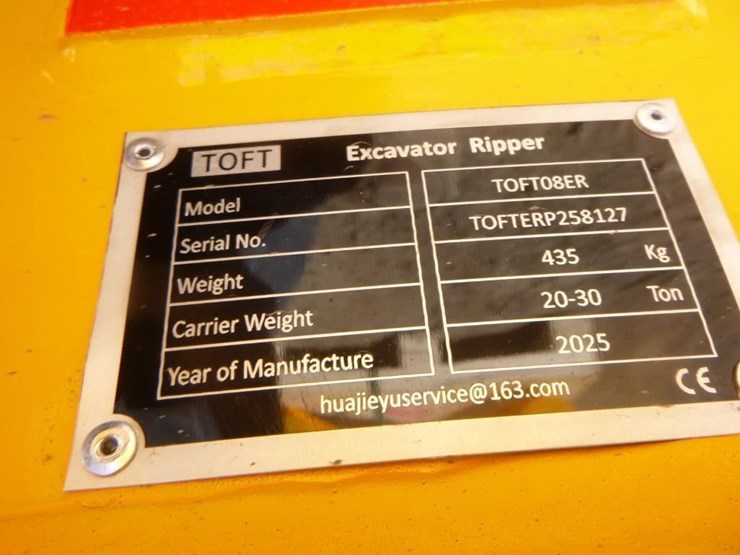 TOFT Excavator Ripper
Model TOFT08ER
Serial No. TOFTERP258127
Weight 435 Kg
Carrier Weight 20-30 Ton
Year of Manufacture 2025
huajieyuservice@163.com CE